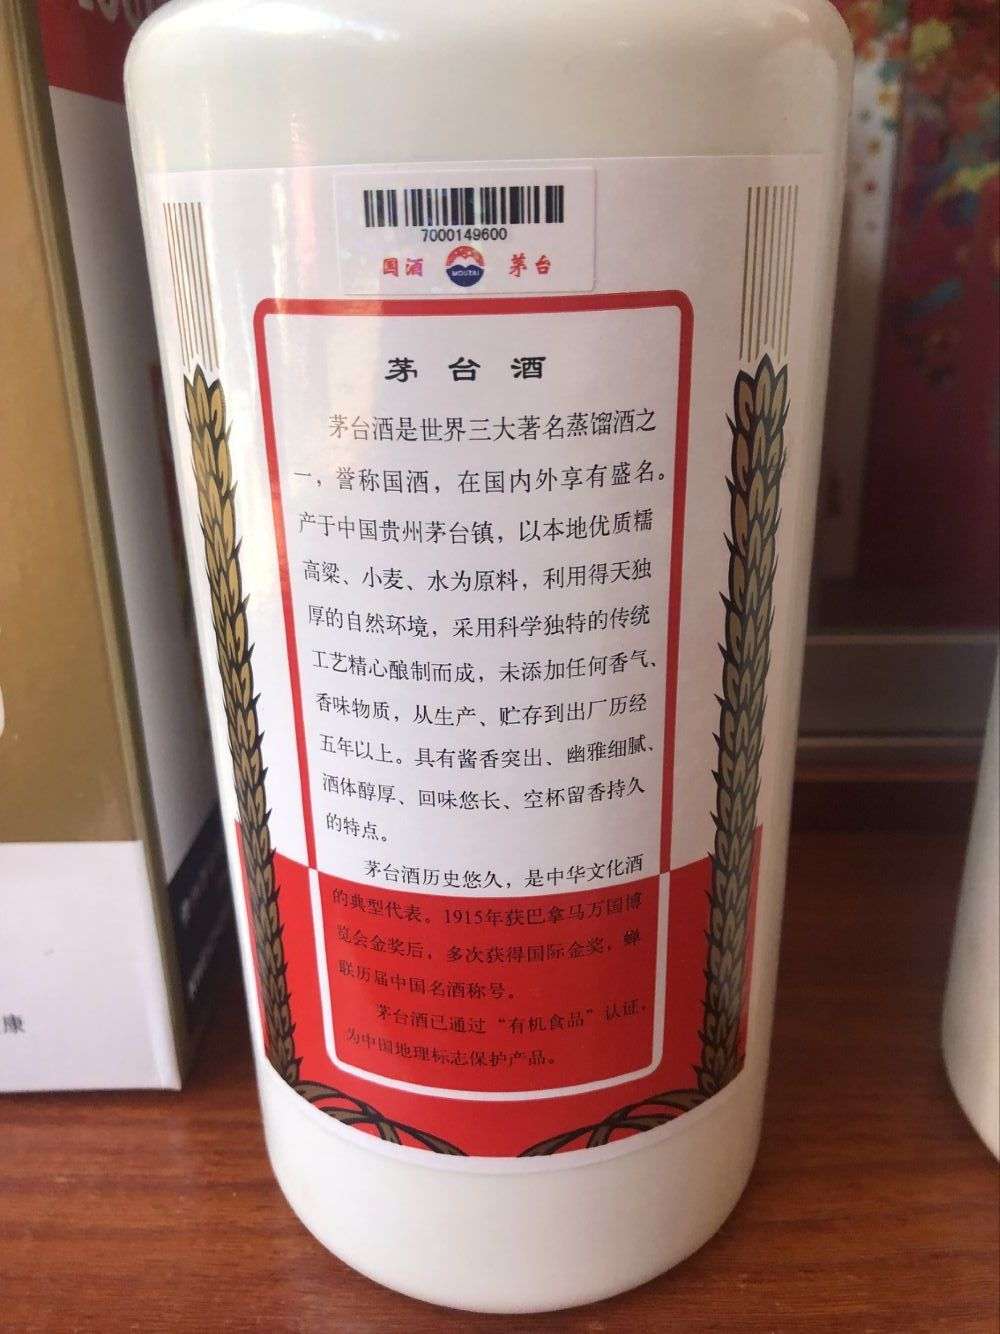 7000149600
国酒 MOUTAI 茅台
茅台酒
茅台酒是世界三大著名蒸馏酒之
一，誉称国酒，在国内外享有盛名。
产于中国贵州茅台镇，以本地优质糯
高粱、小麦、水为原料，利用得天独
厚的自然环境，采用科学独特的传统
工艺精心酿制而成，未添加任何香气、
香味物质，从生产、贮存到出厂历经
五年以上。具有酱香突出、幽雅细腻、
酒体醇厚、回味悠长、空杯留香持久
的特点。
茅台酒历史悠久，是中华文化酒
的典型代表。1915年获巴拿马万国博
览会金奖后，多次获得国际金奖，蝉
联历届中国名酒称号。
茅台酒已通过“有机食品”认证，
为中国地理标志保护产品。
康